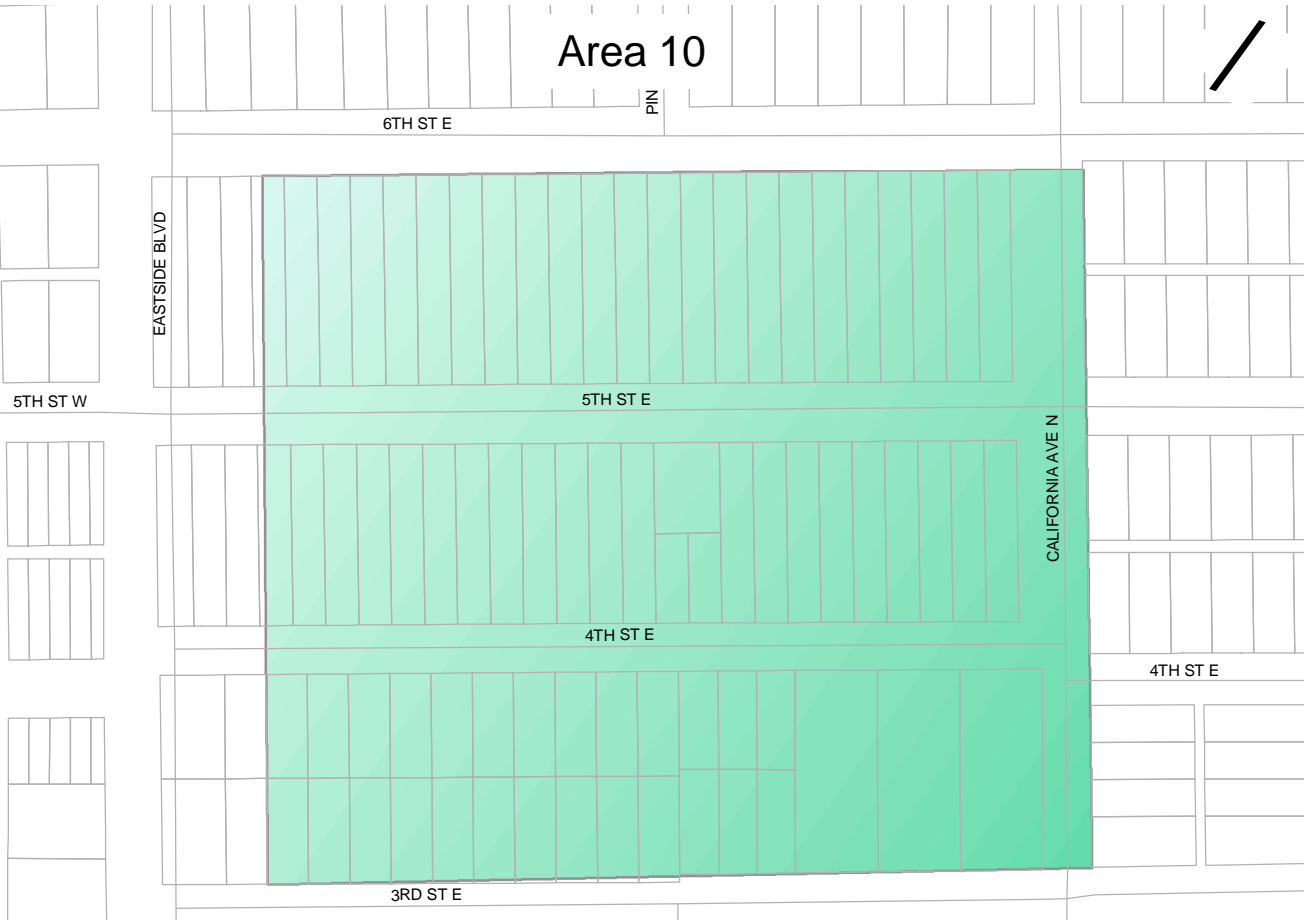 Area 10
PIN
6TH ST E
EASTSIDE BLVD
5TH ST W
5TH ST E
CALIFORNIA AVE N
4TH ST E
4TH ST E
3RD ST E